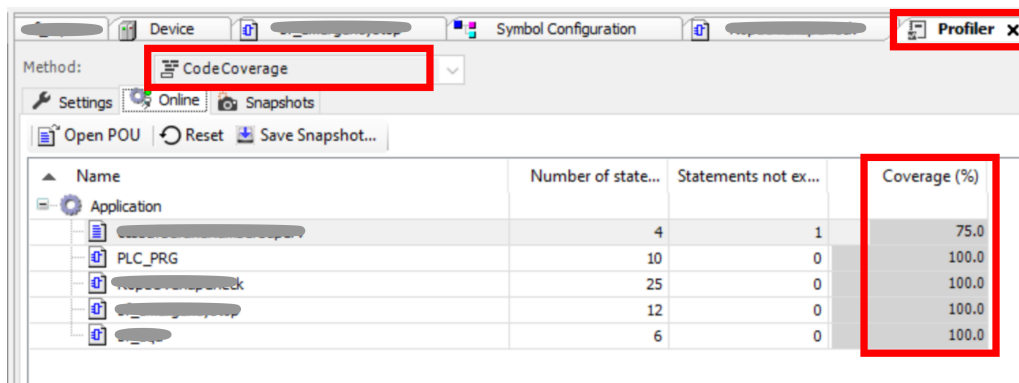 Device Symbol Configuration Profiler x
Method: CodeCoverage
Settings Online Snapshots
Open POU Reset Save Snapshot...
Name Number of state... Statements not ex... Coverage (%)
Application
4 1 75.0
PLC_PRG 10 0 100.0
25 0 100.0
12 0 100.0
6 0 100.0